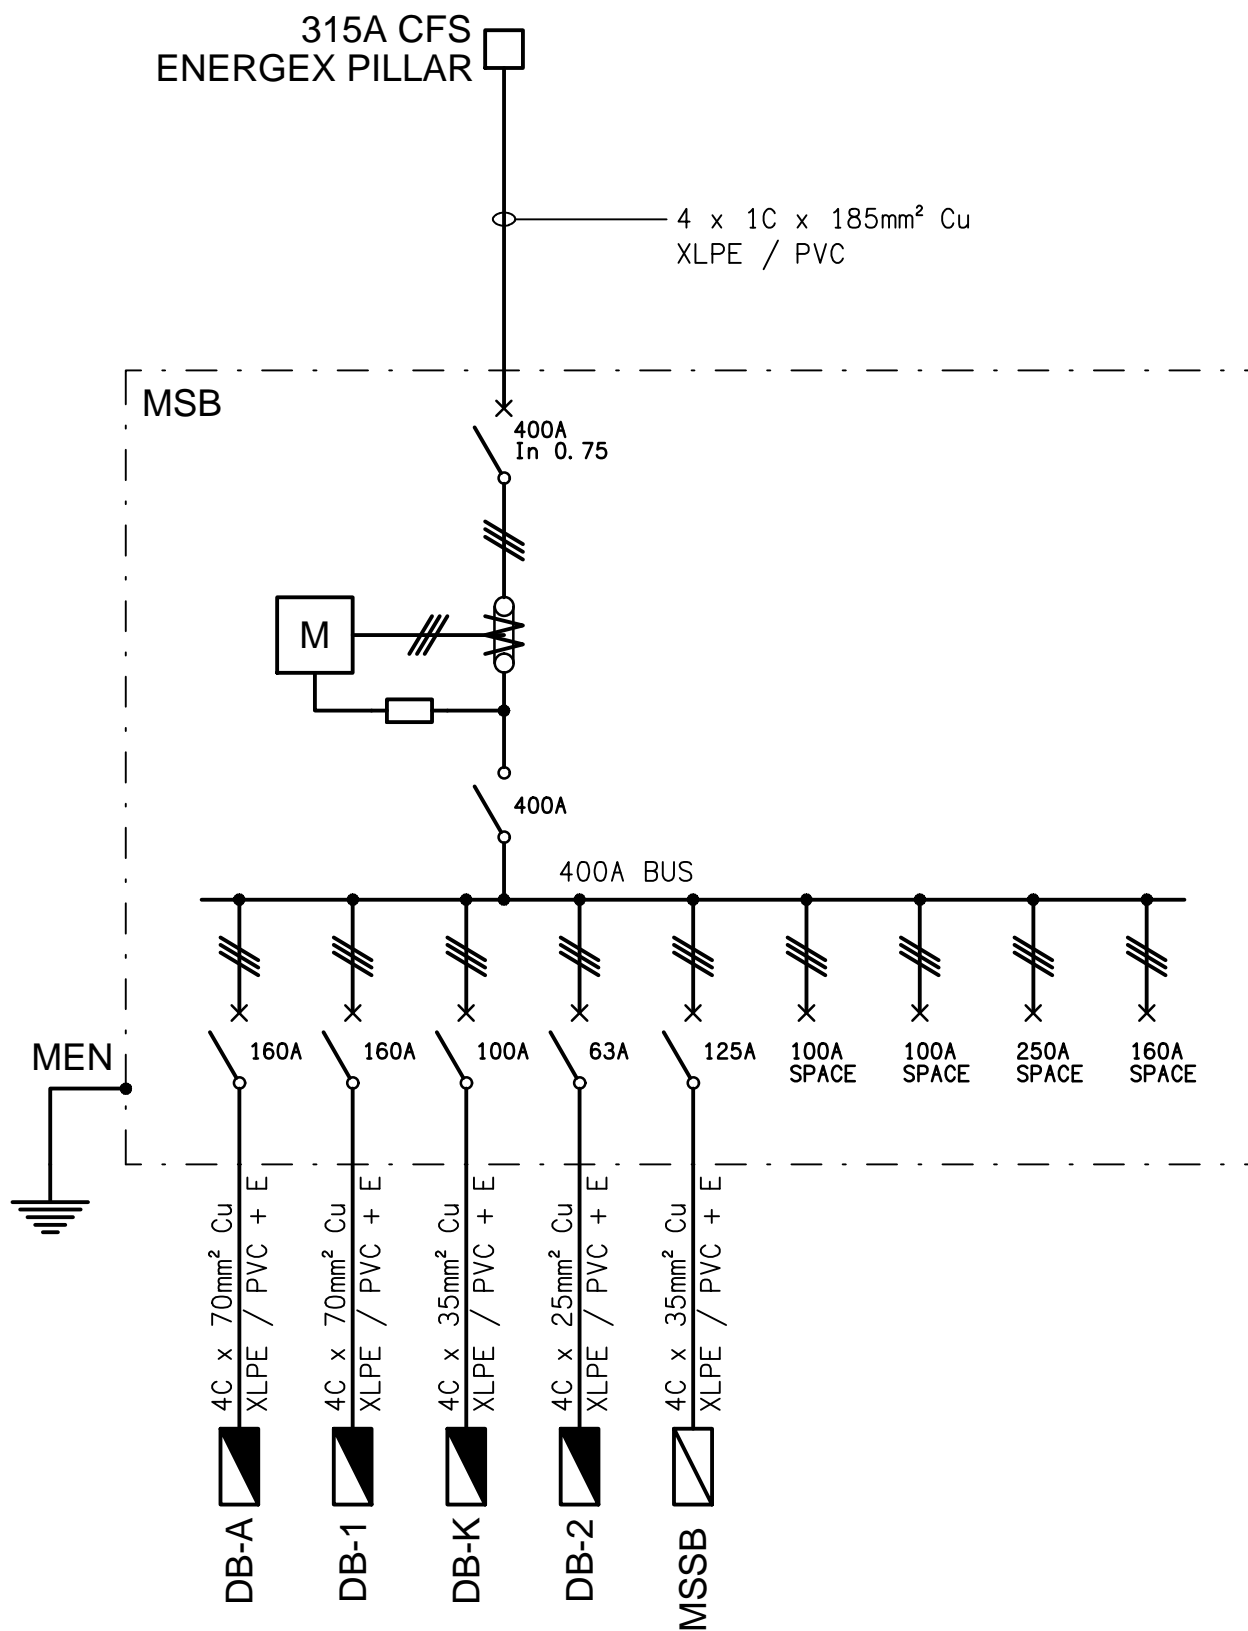 315A CFS
ENERGEX PILLAR
4 x 1C x 185mm² Cu
XLPE / PVC
MSB
400A
In 0.75
M
400A
400A BUS
MEN
160A
160A
100A
63A
125A
100A
SPACE
100A
SPACE
250A
SPACE
160A
SPACE
4C x 70mm² Cu
XLPE / PVC + E
4C x 70mm² Cu
XLPE / PVC + E
4C x 35mm² Cu
XLPE / PVC + E
4C x 25mm² Cu
XLPE / PVC + E
4C x 35mm² Cu
XLPE / PVC + E
DB-A
DB-1
DB-K
DB-2
MSSB